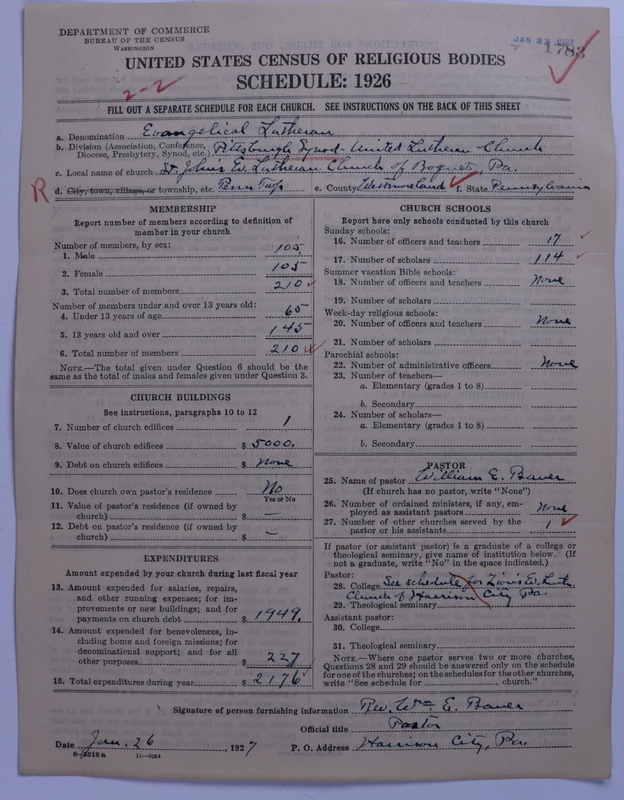 DEPARTMENT OF COMMERCE
BUREAU OF THE CENSUS
WASHINGTON
JAN 27 1927
1783
UNITED STATES CENSUS OF RELIGIOUS BODIES
SCHEDULE: 1926
2-2
FILL OUT A SEPARATE SCHEDULE FOR EACH CHURCH. SEE INSTRUCTIONS ON THE BACK OF THIS SHEET
a. Denomination Evangelical Lutheran
b. Division (Association, Conference, Diocese, Presbytery, Synod, etc.) Pittsburgh Synod - United Lutheran Church
c. Local name of church St. Johns Ev. Lutheran Church of Boquet, Pa.
R d. City, town, village, or township, etc. Penn Twp. e. County Westmoreland f. State Pennsylvania
MEMBERSHIP
Report number of members according to definition of member in your church
Number of members, by sex:
1. Male 105
2. Female 105
3. Total number of members 210
Number of members under and over 13 years old:
4. Under 13 years of age 65
5. 13 years old and over 145
6. Total number of members 210
NOTE.—The total given under Question 6 should be the same as the total of males and females given under Question 3.
CHURCH BUILDINGS
See instructions, paragraphs 10 to 12
7. Number of church edifices 1
8. Value of church edifices $ 5000.
9. Debt on church edifices $ None
10. Does church own pastor's residence No
Yes or No
11. Value of pastor's residence (if owned by church) $ —
12. Debt on pastor's residence (if owned by church) $ —
EXPENDITURES
Amount expended by your church during last fiscal year
13. Amount expended for salaries, repairs, and other running expenses; for improvements or new buildings; and for payments on church debt $ 1949.
14. Amount expended for benevolences, including home and foreign missions; for denominational support; and for all other purposes $ 227
15. Total expenditures during year $ 2176
CHURCH SCHOOLS
Report here only schools conducted by this church
Sunday schools:
16. Number of officers and teachers 17
17. Number of scholars 114
Summer vacation Bible schools:
18. Number of officers and teachers None
19. Number of scholars
Week-day religious schools:
20. Number of officers and teachers None
21. Number of scholars
Parochial schools:
22. Number of administrative officers None
23. Number of teachers—
a. Elementary (grades 1 to 8)
b. Secondary
24. Number of scholars—
a. Elementary (grades 1 to 8)
b. Secondary
PASTOR
25. Name of pastor William E. Bauer
(If church has no pastor, write "None")
26. Number of ordained ministers, if any, employed as assistant pastors None
27. Number of other churches served by the pastor or his assistants 1
If pastor (or assistant pastor) is a graduate of a college or theological seminary, give name of institution below. (If not a graduate, write "No" in the space indicated.)
Pastor:
28. College See schedule for Zion's Ev. Luth.
Church of Harrison City Pa.
29. Theological seminary
Assistant pastor:
30. College
31. Theological seminary
NOTE.—Where one pastor serves two or more churches, Questions 28 and 29 should be answered only on the schedule for one of the churches; on the schedules for the other churches, write "See schedule for church."
Signature of person furnishing information Rev. Wm. E. Bauer
Official title Pastor
Date Jan. 26 1927 P. O. Address Harrison City, Pa.
8-5518a 11-9064